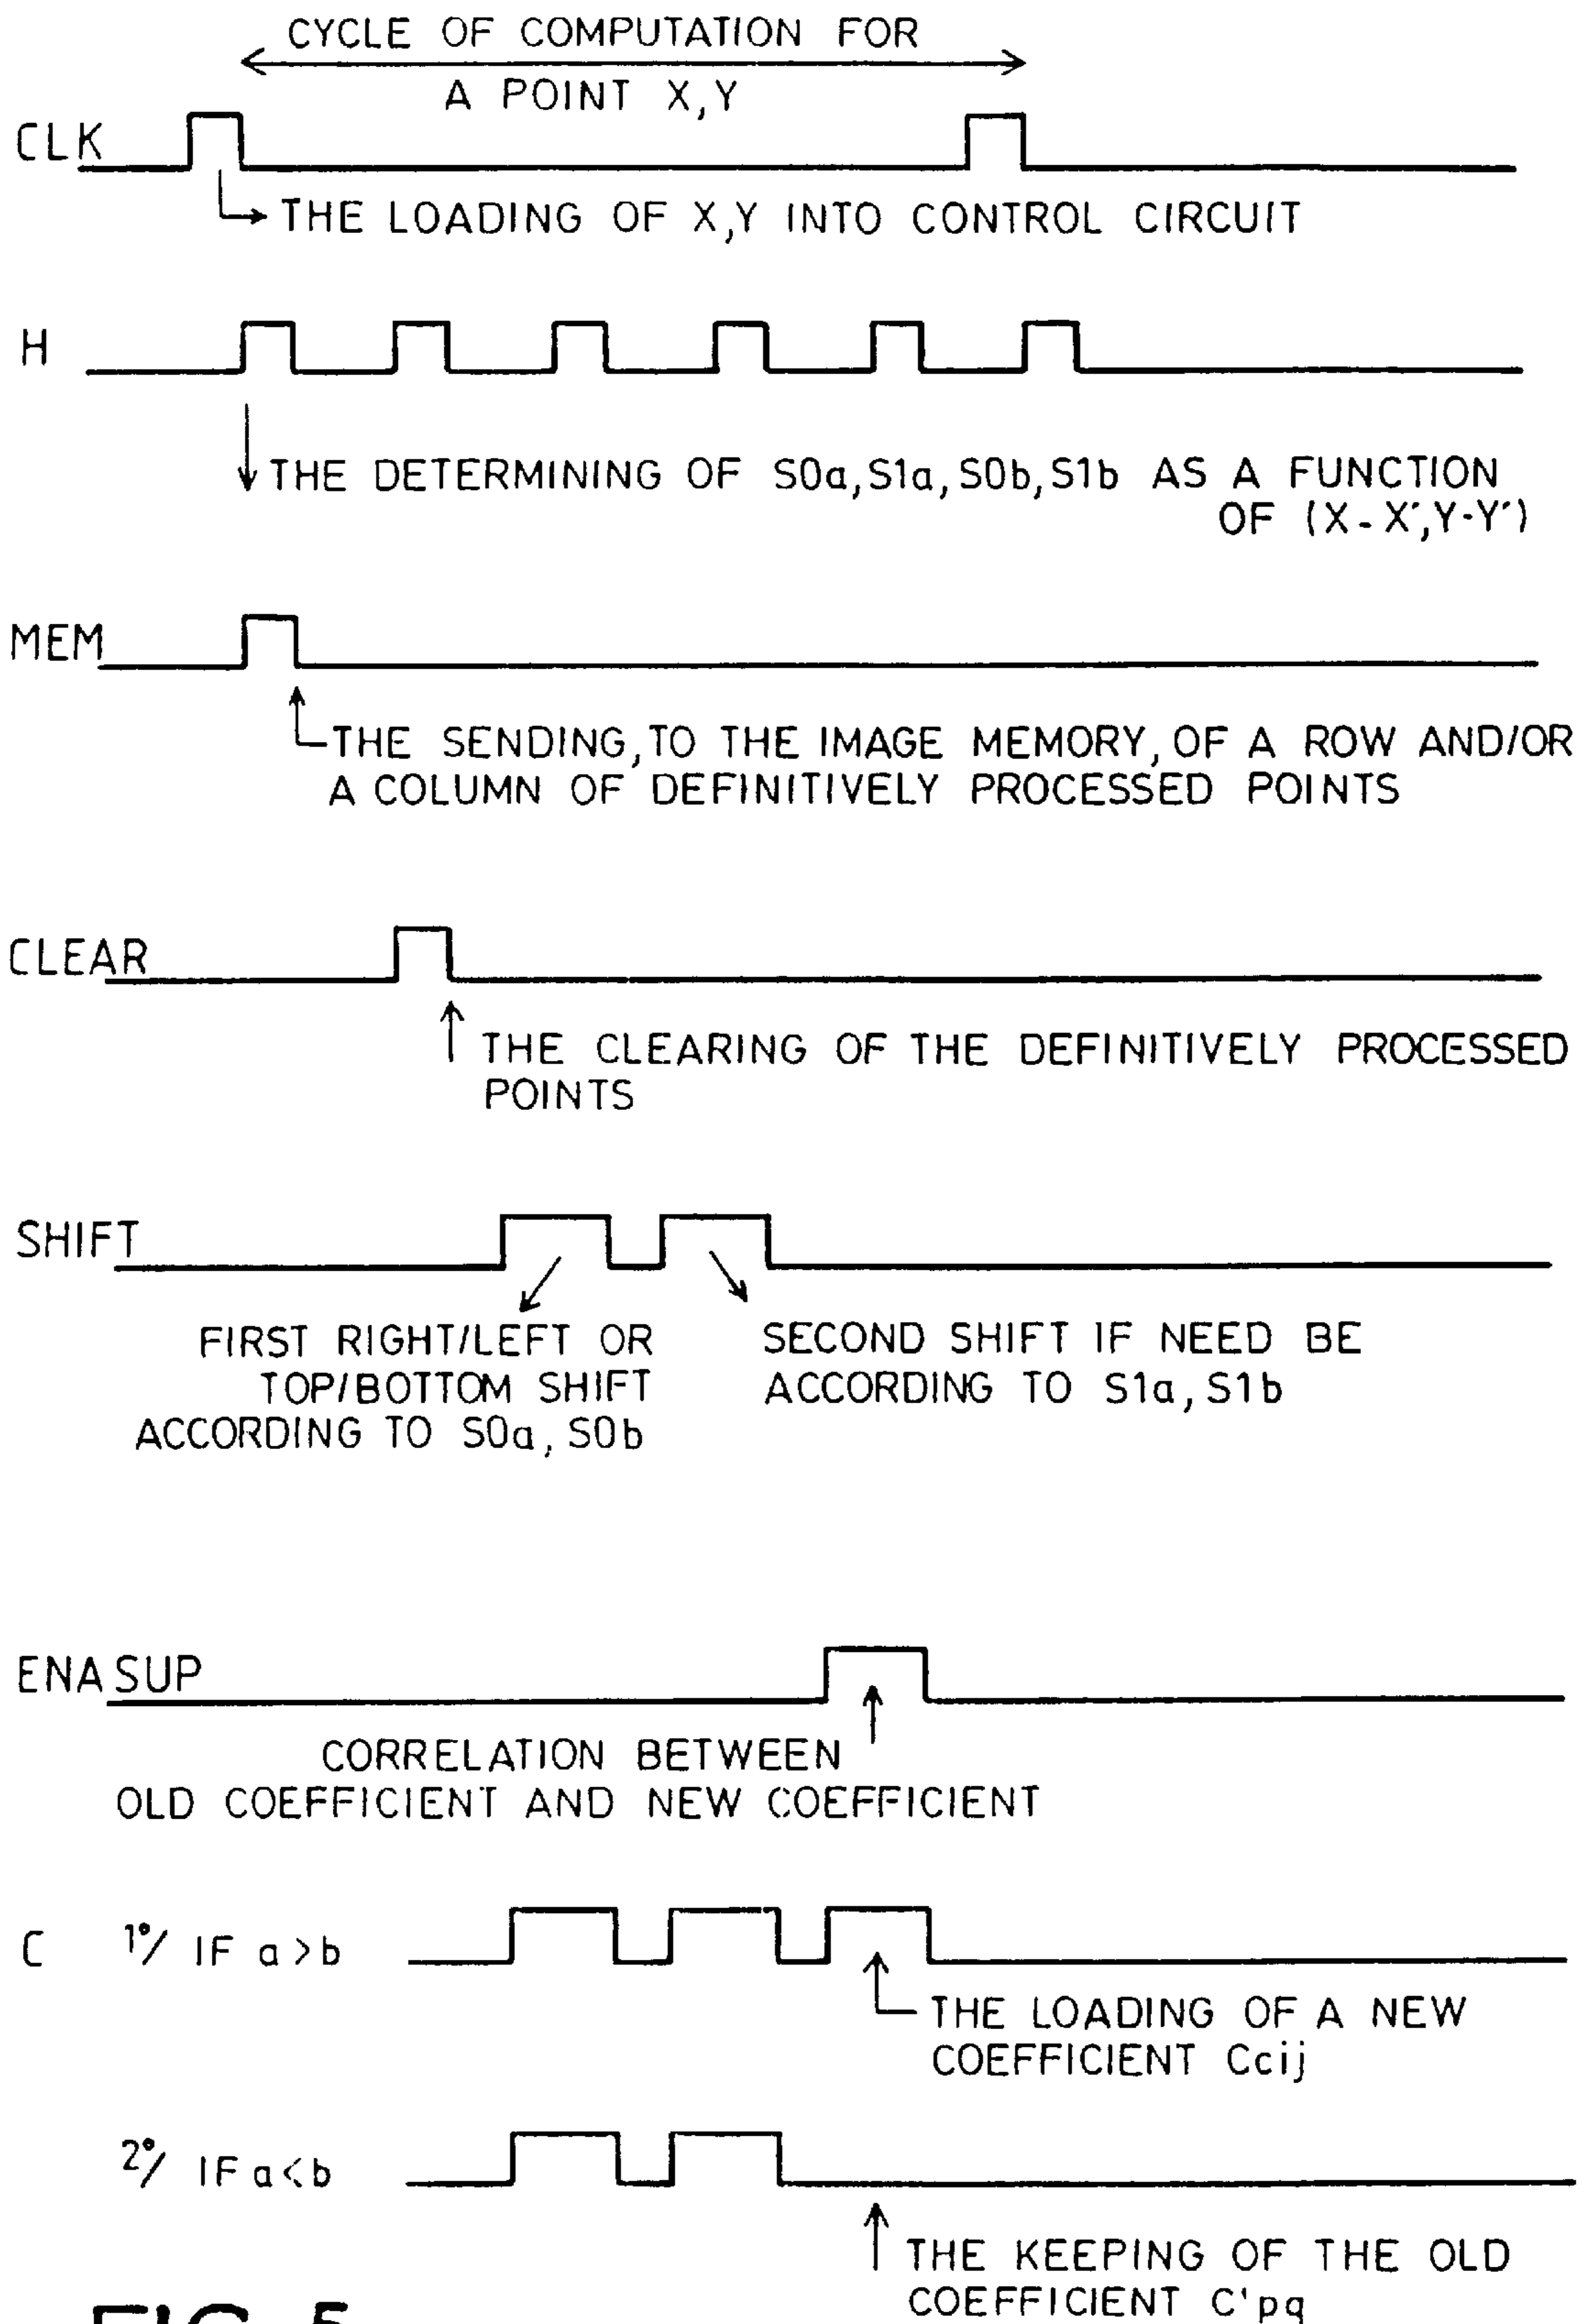 CYCLE OF COMPUTATION FOR
A POINT X,Y
CLK
THE LOADING OF X,Y INTO CONTROL CIRCUIT
H
THE DETERMINING OF S0a,S1a,S0b,S1b AS A FUNCTION
OF (X-X',Y-Y')
MEM
THE SENDING, TO THE IMAGE MEMORY, OF A ROW AND/OR
A COLUMN OF DEFINITIVELY PROCESSED POINTS
CLEAR
THE CLEARING OF THE DEFINITIVELY PROCESSED
POINTS
SHIFT
FIRST RIGHT/LEFT OR
TOP/BOTTOM SHIFT
ACCORDING TO S0a, S0b
SECOND SHIFT IF NEED BE
ACCORDING TO S1a, S1b
ENA SUP
CORRELATION BETWEEN
OLD COEFFICIENT AND NEW COEFFICIENT
C 1°/ IF a>b
THE LOADING OF A NEW
COEFFICIENT Ccij
2°/ IF a<b
THE KEEPING OF THE OLD
COEFFICIENT C'pq
FIG. 5